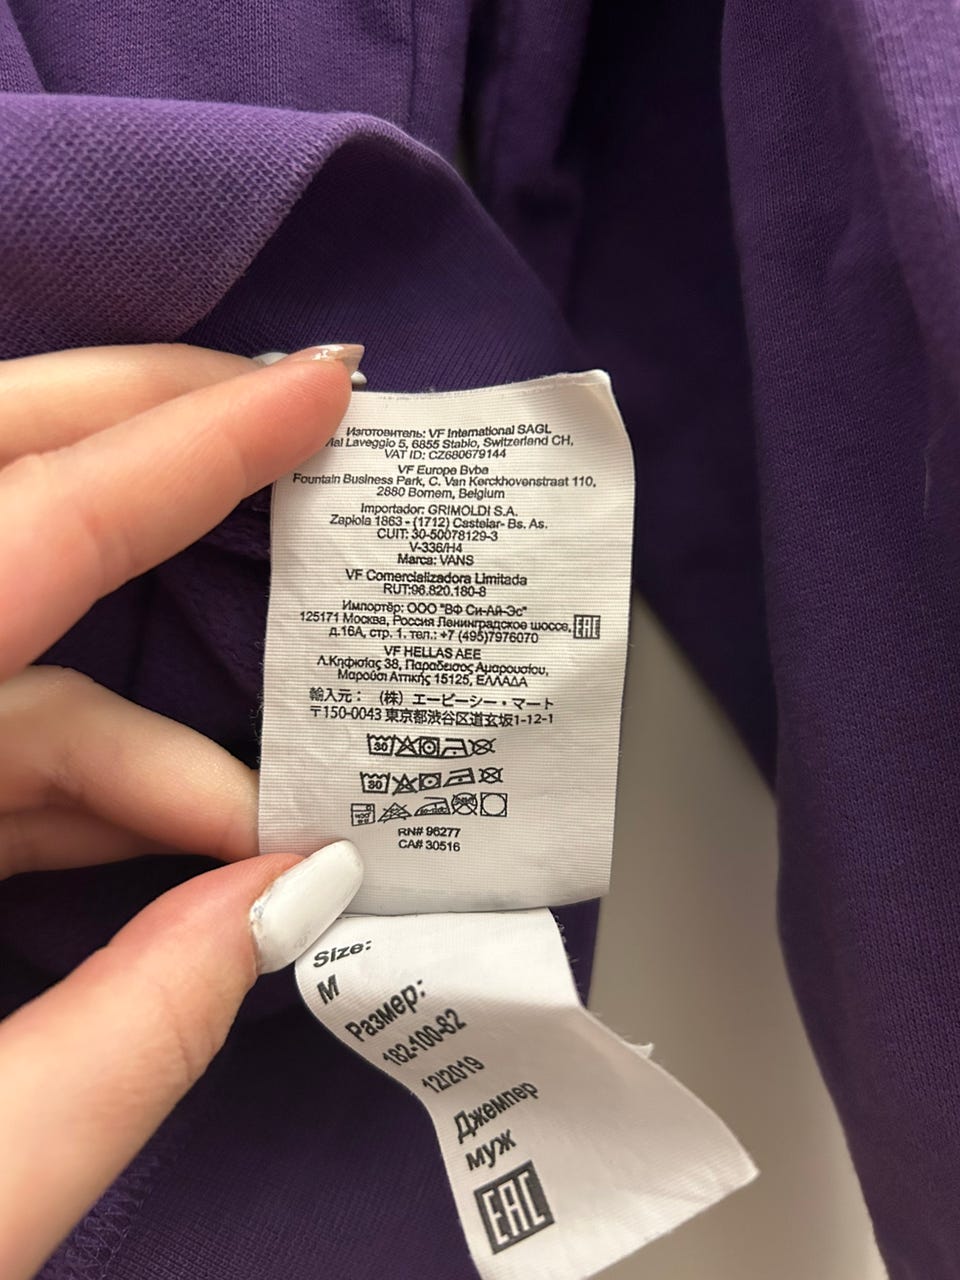 Изготовитель: VF International SAGL
Vial Laveggio 5, 6855 Stabio, Switzerland CH,
VAT ID: CZ680679144
VF Europe Bvba
Fountain Business Park, C. Van Kerckhovenstraat 110,
2880 Bornem, Belgium
Importador: GRIMOLDI S.A.
Zapiola 1863 - (1712) Castelar- Bs. As.
CUIT: 30-50078129-3
V-336/H4
Marca: VANS
VF Comercializadora Limitada
RUT:96.820.180-8
Импортёр: ООО "ВФ Си-Ай-Эс"
125171 Москва, Россия Ленинградское шоссе,
д.16А, стр. 1. тел.: +7 (495)7976070
EAC
VF HELLAS AEE
Λ.Κηφισίας 38, Παραδεισος Αμαρουσίου,
Μαρούσι Αττικής 15125, ΕΛΛΑΔΑ
輸入元： （株）エービーシー・マート
〒150-0043 東京都渋谷区道玄坂1-12-1
30
30
RN# 96277
CA# 30516
Size:
M
Размер:
182-100-82
12/2019
Джемпер
муж
EAC